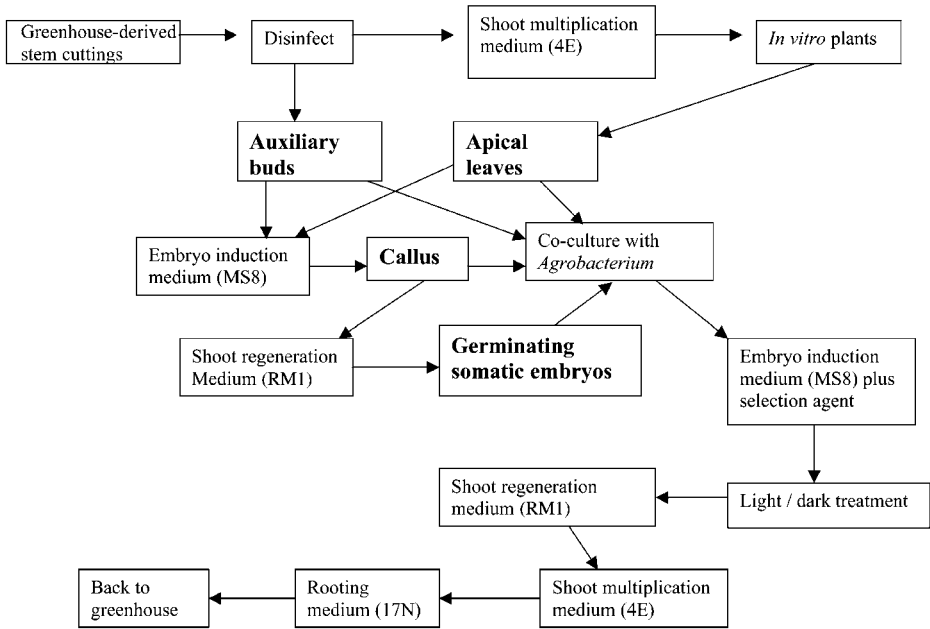 Greenhouse-derived
stem cuttings
Disinfect
Shoot multiplication
medium (4E)
In vitro plants
Auxiliary
buds
Apical
leaves
Embryo induction
medium (MS8)
Callus
Co-culture with
Agrobacterium
Shoot regeneration
Medium (RM1)
Germinating
somatic embryos
Embryo induction
medium (MS8) plus
selection agent
Light / dark treatment
Shoot regeneration
medium (RM1)
Shoot multiplication
medium (4E)
Rooting
medium (17N)
Back to
greenhouse